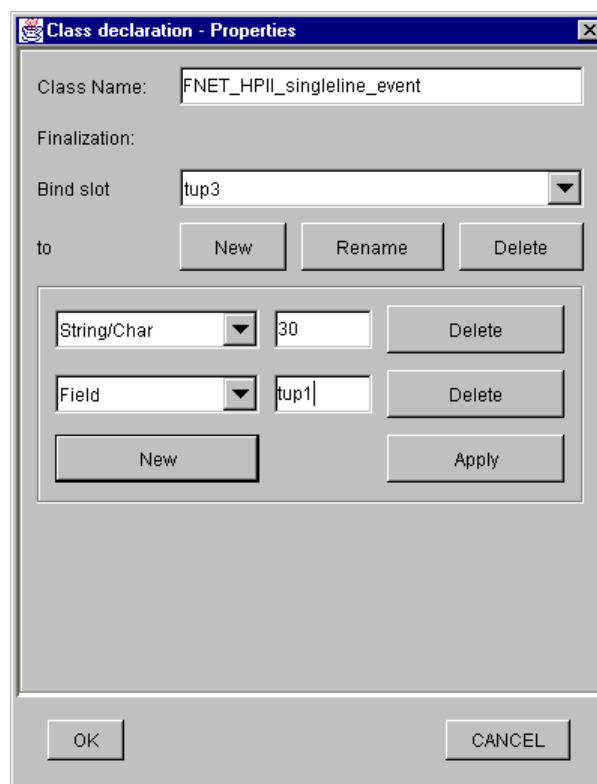 Class declaration - Properties
Class Name: FNET_HPII_singleline_event
Finalization:
Bind slot tup3
to New Rename Delete
String/Char 30 Delete
Field tup1 Delete
New Apply
OK CANCEL